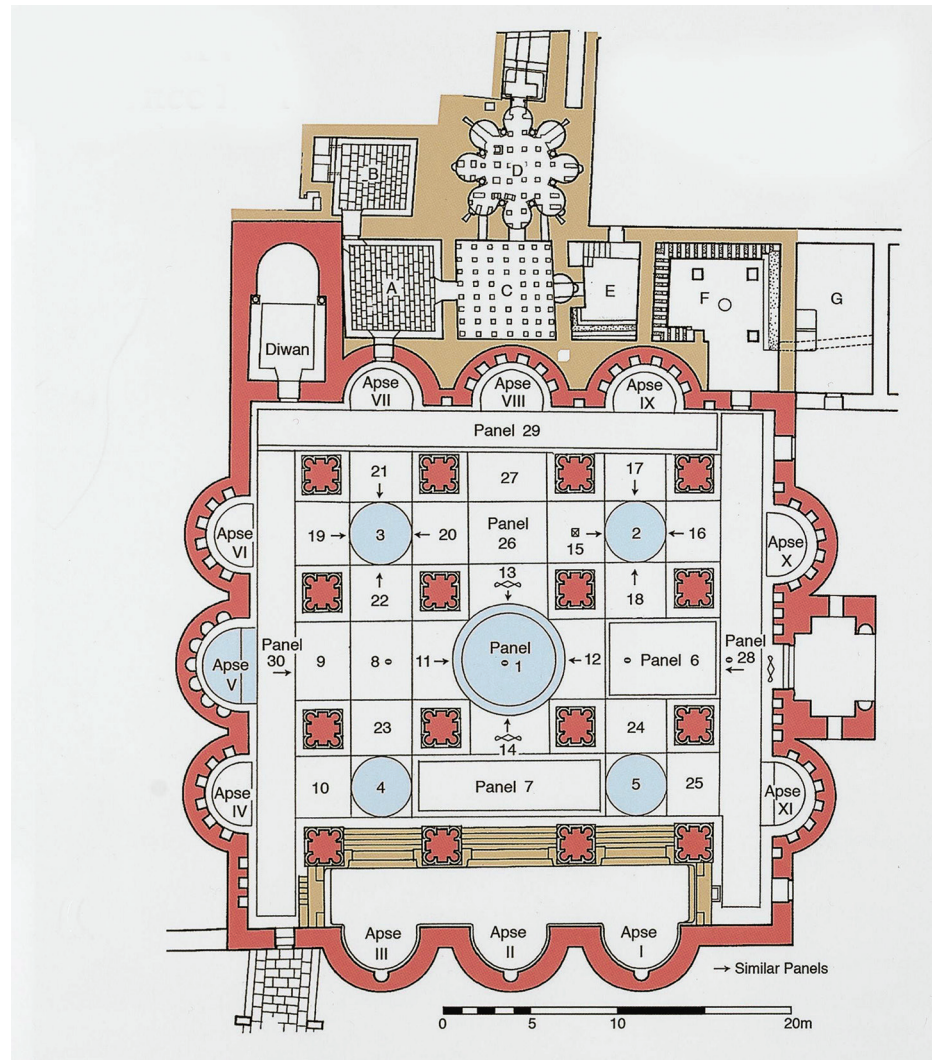 B
D
A
C
E
F
G
Diwan
Apse
VII
Apse
VIII
Apse
IX
Panel 29
21
27
17
Apse
VI
19
3
20
Panel
26
15
2
16
Apse
X
22
13
18
Apse
V
Panel
30
9
8
11
Panel
1
12
Panel 6
Panel
28
23
14
24
Apse
IV
10
4
Panel 7
5
25
Apse
XI
Apse
III
Apse
II
Apse
I
→ Similar Panels
0 5 10 20m